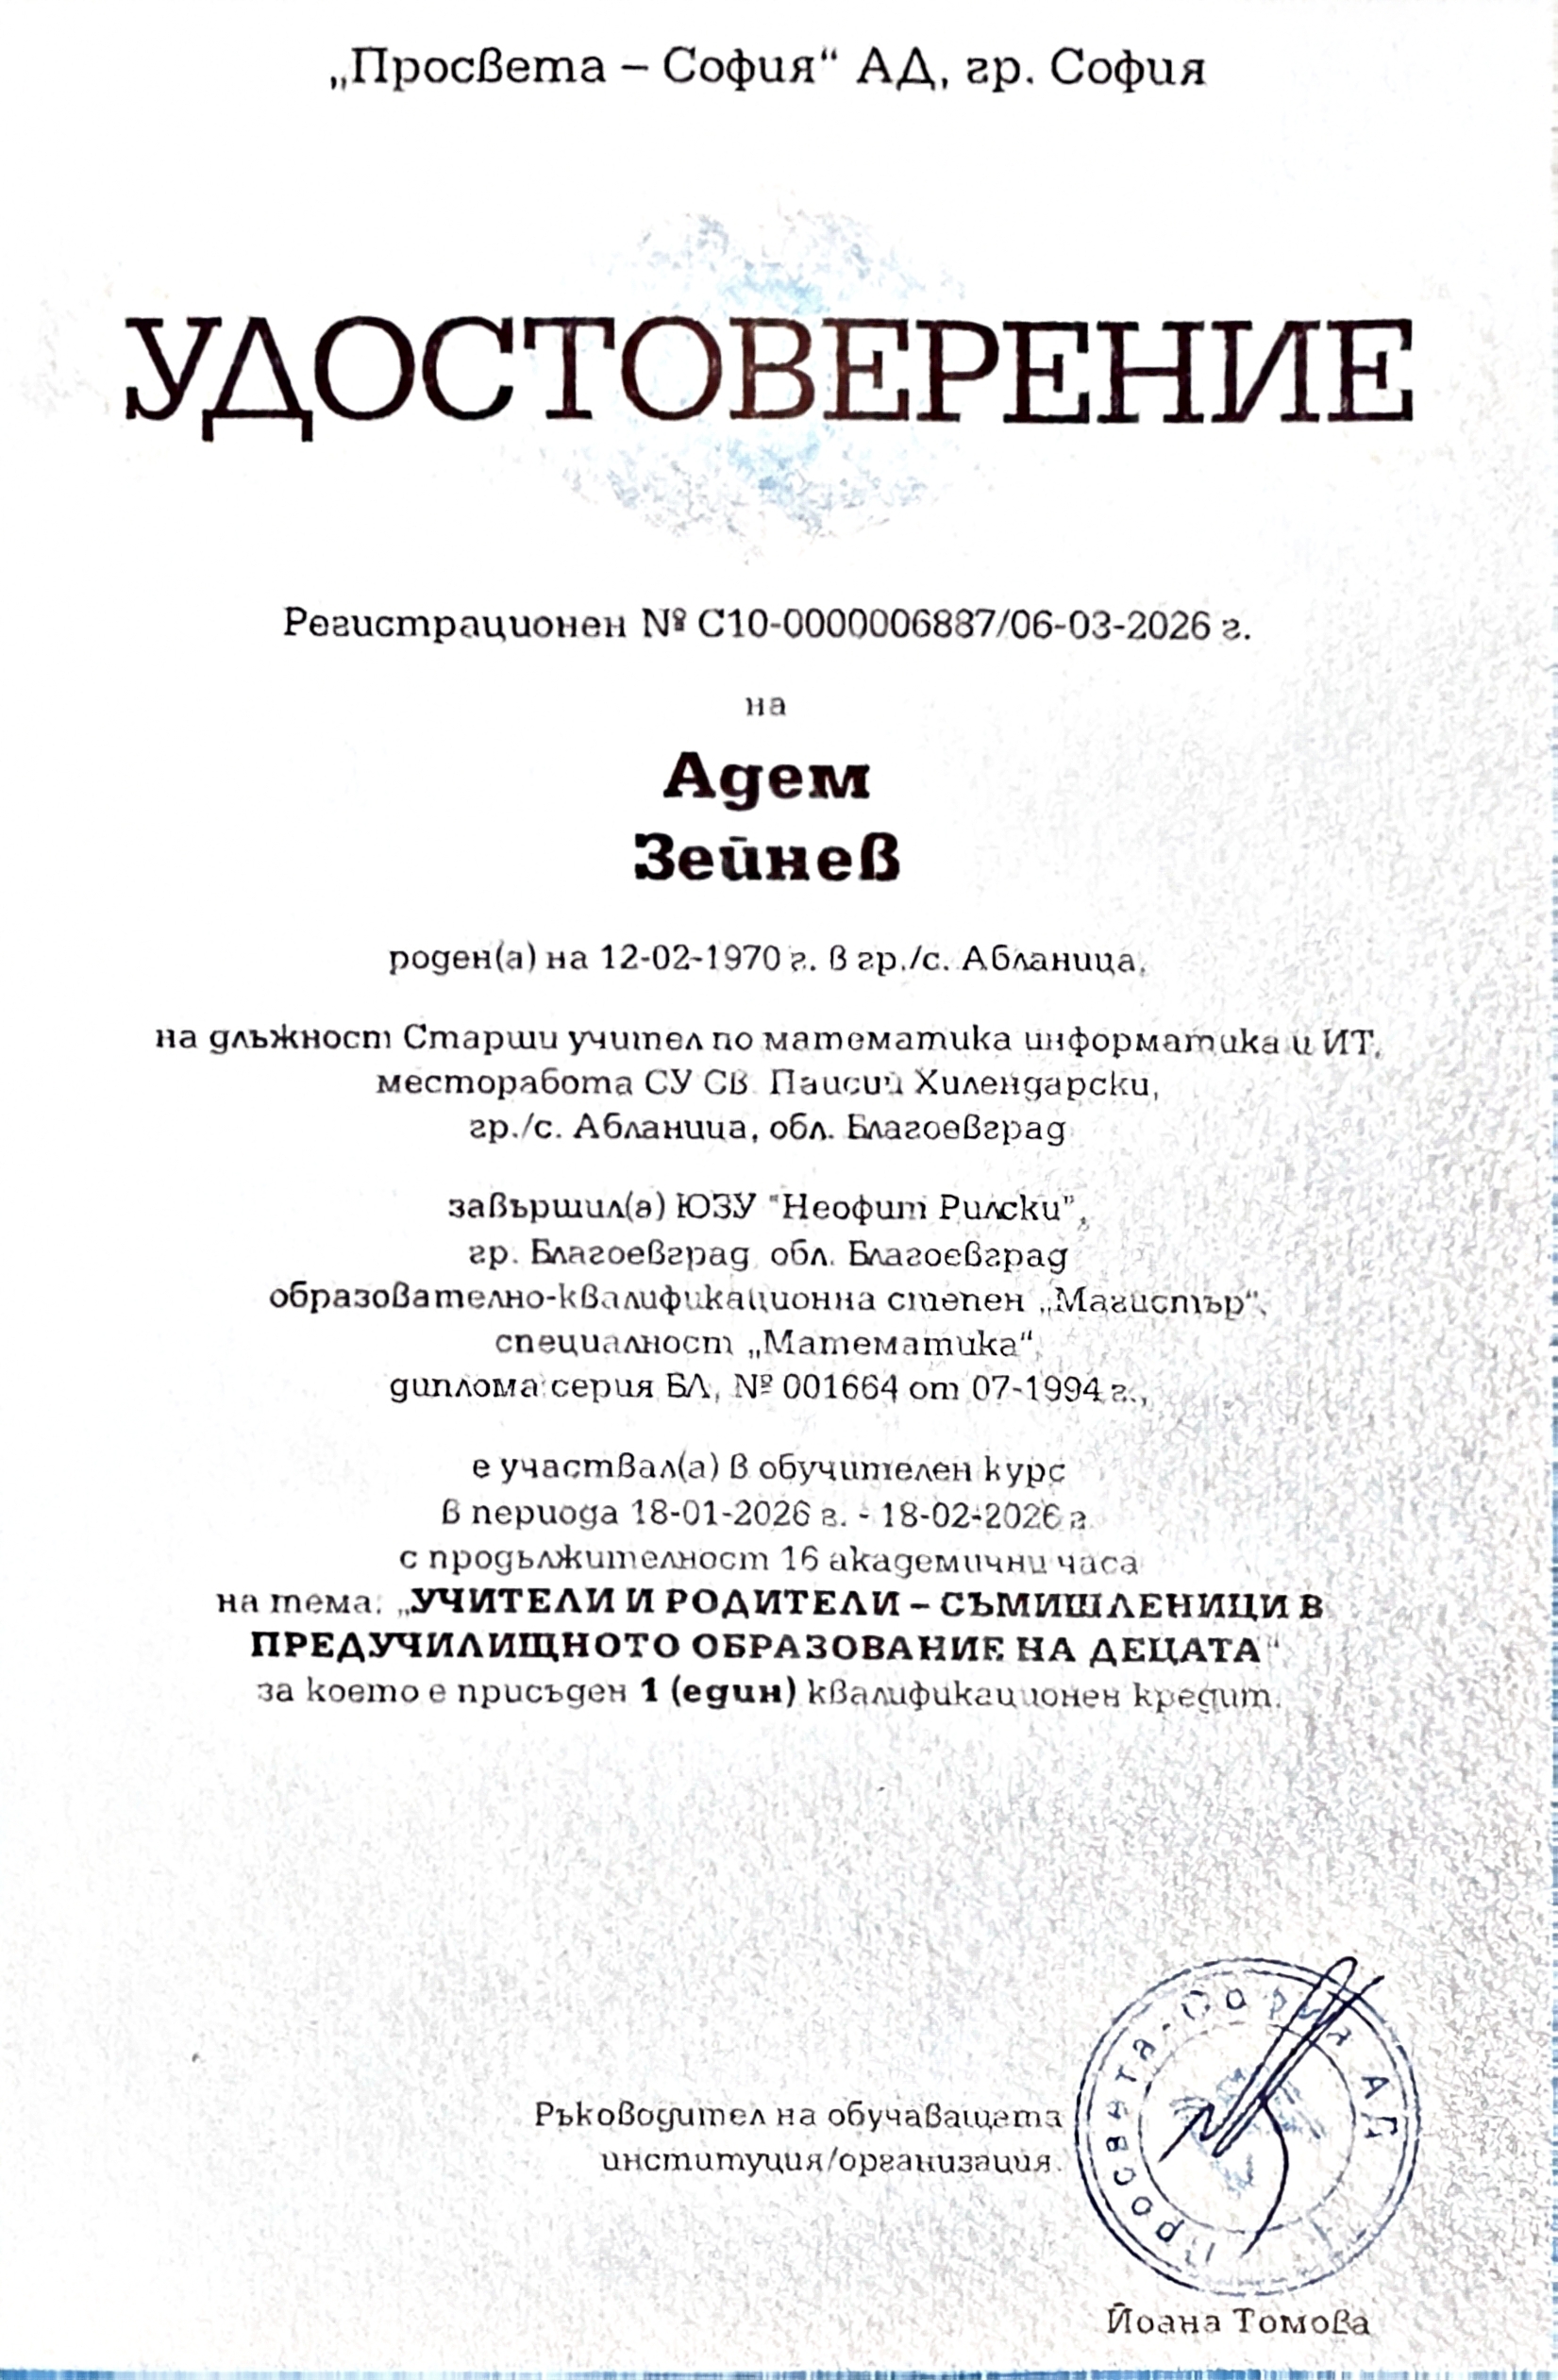 „Просвета – София“ АД, гр. София
УДОСТОВЕРЕНИЕ
Регистрационен № С10-0000006887/06-03-2026 г.
на
Адем
Зейнев
роден(а) на 12-02-1970 г. в гр./с. Абланица,
на длъжност Старши учител по математика информатика и ИТ,
месторабота СУ Св. Паисий Хилендарски,
гр./с. Абланица, обл. Благоевград
завършил(а) ЮЗУ "Неофит Рилски",
гр. Благоевград, обл. Благоевград
образователно-квалификационна степен „Магистър“,
специалност „Математика“,
диплома: серия БЛ, № 001664 от 07-1994 г.,
е участвал(а) в обучителен курс
в периода 18-01-2026 г. - 18-02-2026 г.
с продължителност 16 академични часа
на тема: „УЧИТЕЛИ И РОДИТЕЛИ – СЪМИШЛЕНИЦИ В
ПРЕДУЧИЛИЩНОТО ОБРАЗОВАНИЕ НА ДЕЦАТА“
за което е присъден 1 (един) квалификационен кредит.
Просвета - София АД
Ръководител на обучаващата
институция/организация:
Йоана Томова